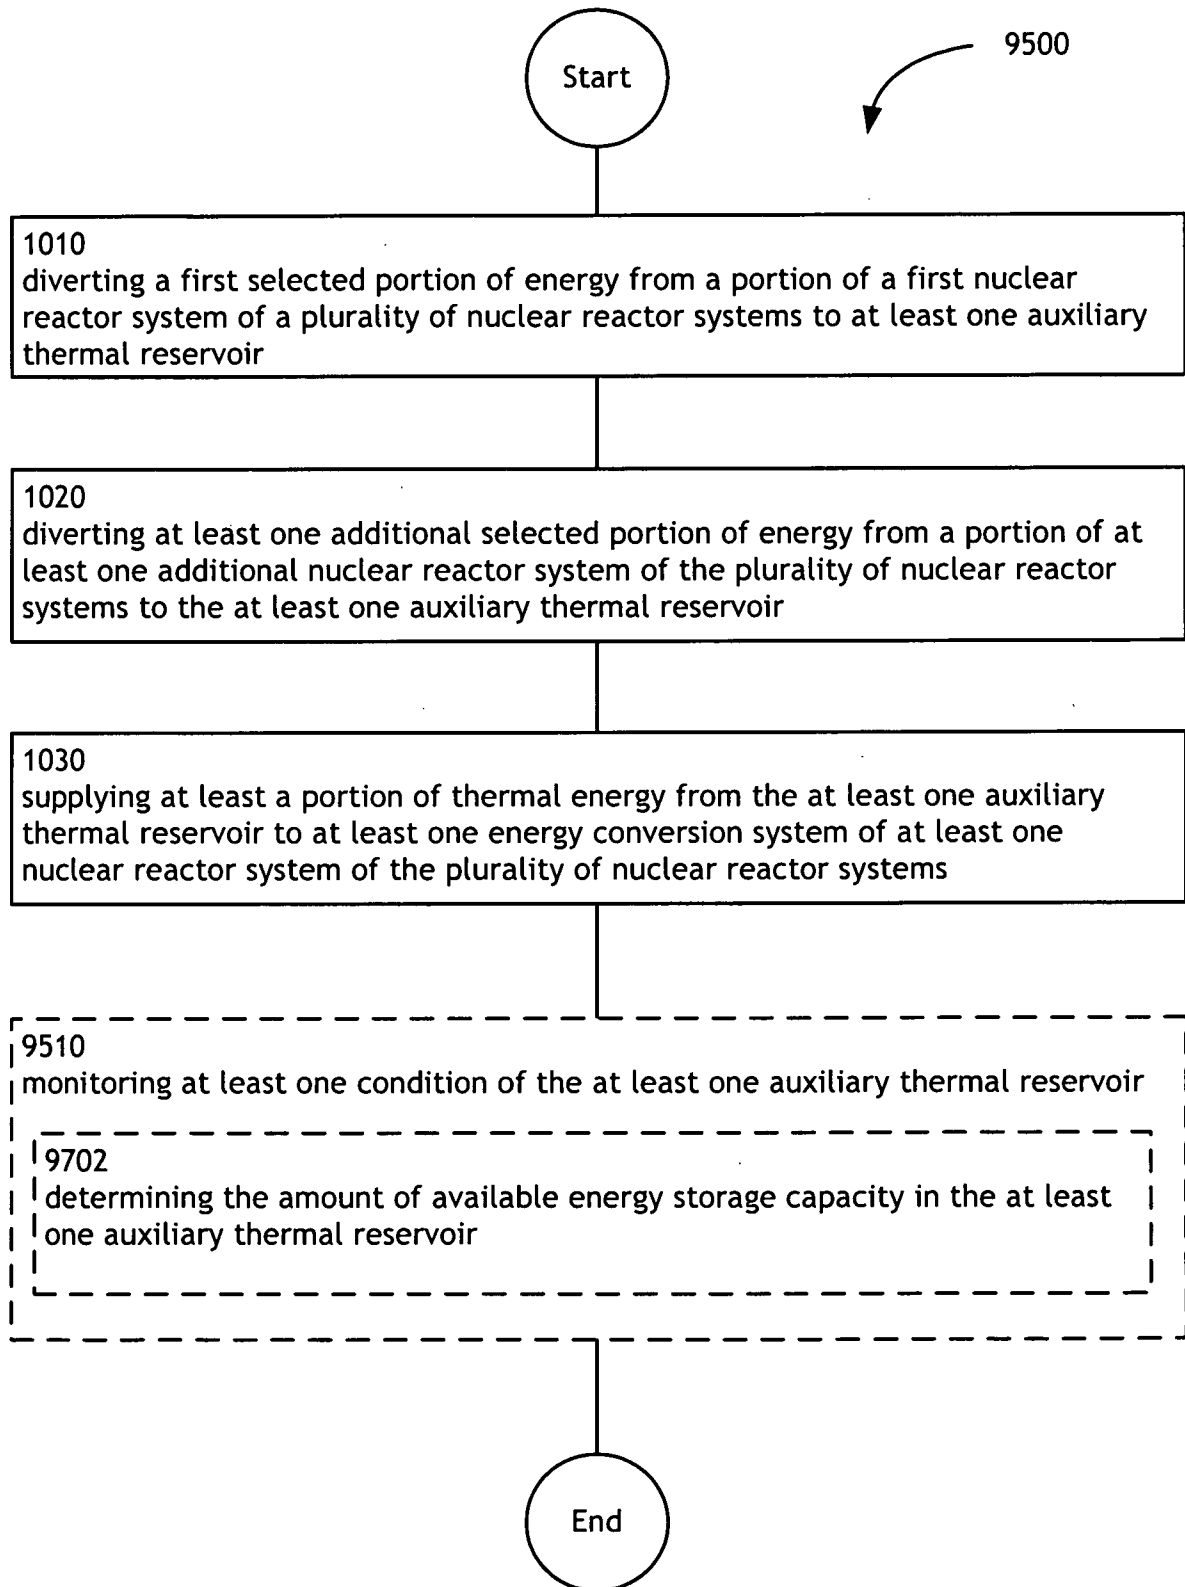 Start
9500
1010
diverting a first selected portion of energy from a portion of a first nuclear
reactor system of a plurality of nuclear reactor systems to at least one auxiliary
thermal reservoir
1020
diverting at least one additional selected portion of energy from a portion of at
least one additional nuclear reactor system of the plurality of nuclear reactor
systems to the at least one auxiliary thermal reservoir
1030
supplying at least a portion of thermal energy from the at least one auxiliary
thermal reservoir to at least one energy conversion system of at least one
nuclear reactor system of the plurality of nuclear reactor systems
9510
monitoring at least one condition of the at least one auxiliary thermal reservoir
9702
determining the amount of available energy storage capacity in the at least
one auxiliary thermal reservoir
End